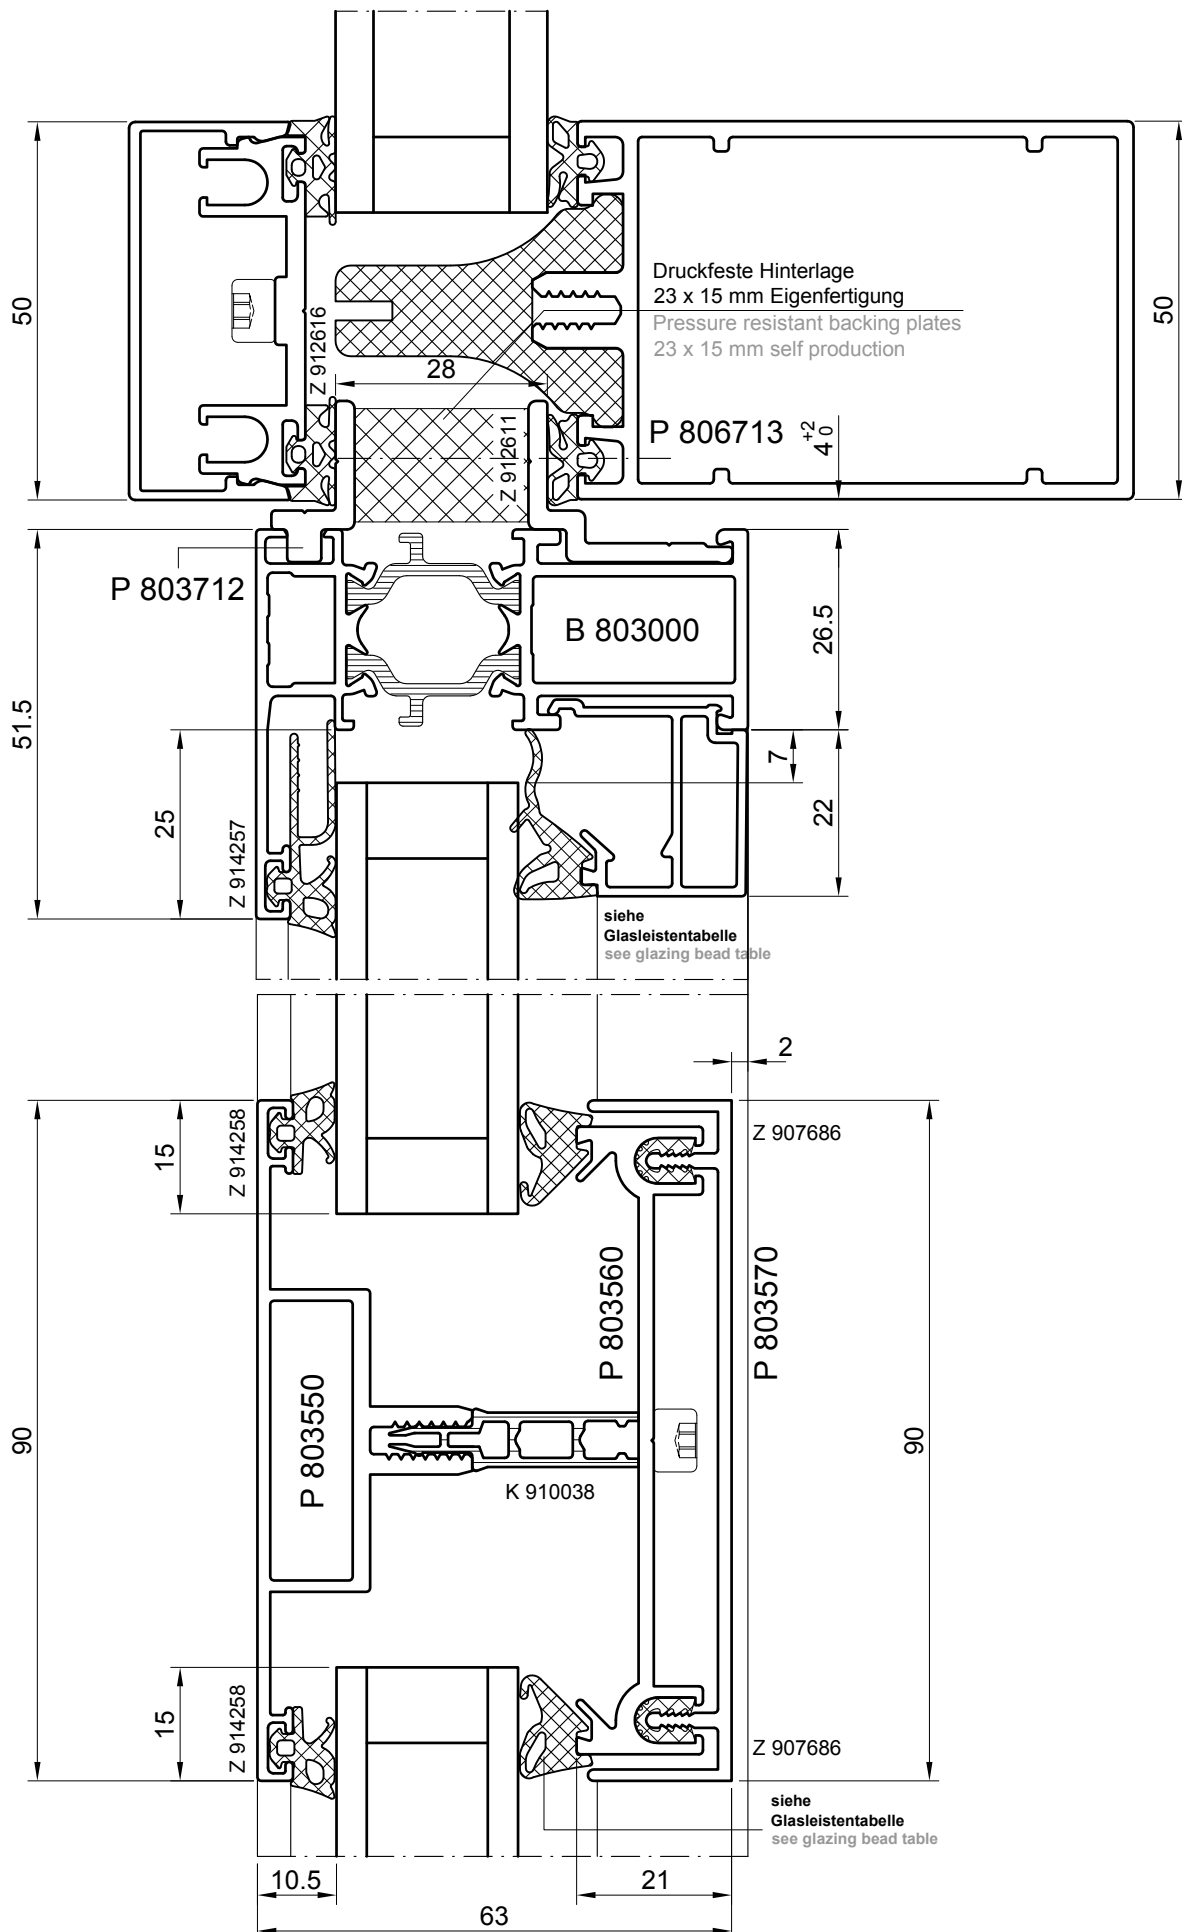 50
50
Druckfeste Hinterlage
23 x 15 mm Eigenfertigung
Pressure resistant backing plates
23 x 15 mm self production
Z 912616
28
Z 912611
P 806713
+2
4 0
P 803712
B 803000
51.5
26.5
25
7
22
Z 914257
siehe
Glasleistentabelle
see glazing bead table
2
15
Z 914258
Z 907686
P 803560
P 803570
P 803550
90
90
K 910038
15
Z 914258
Z 907686
siehe
Glasleistentabelle
see glazing bead table
10.5
21
63